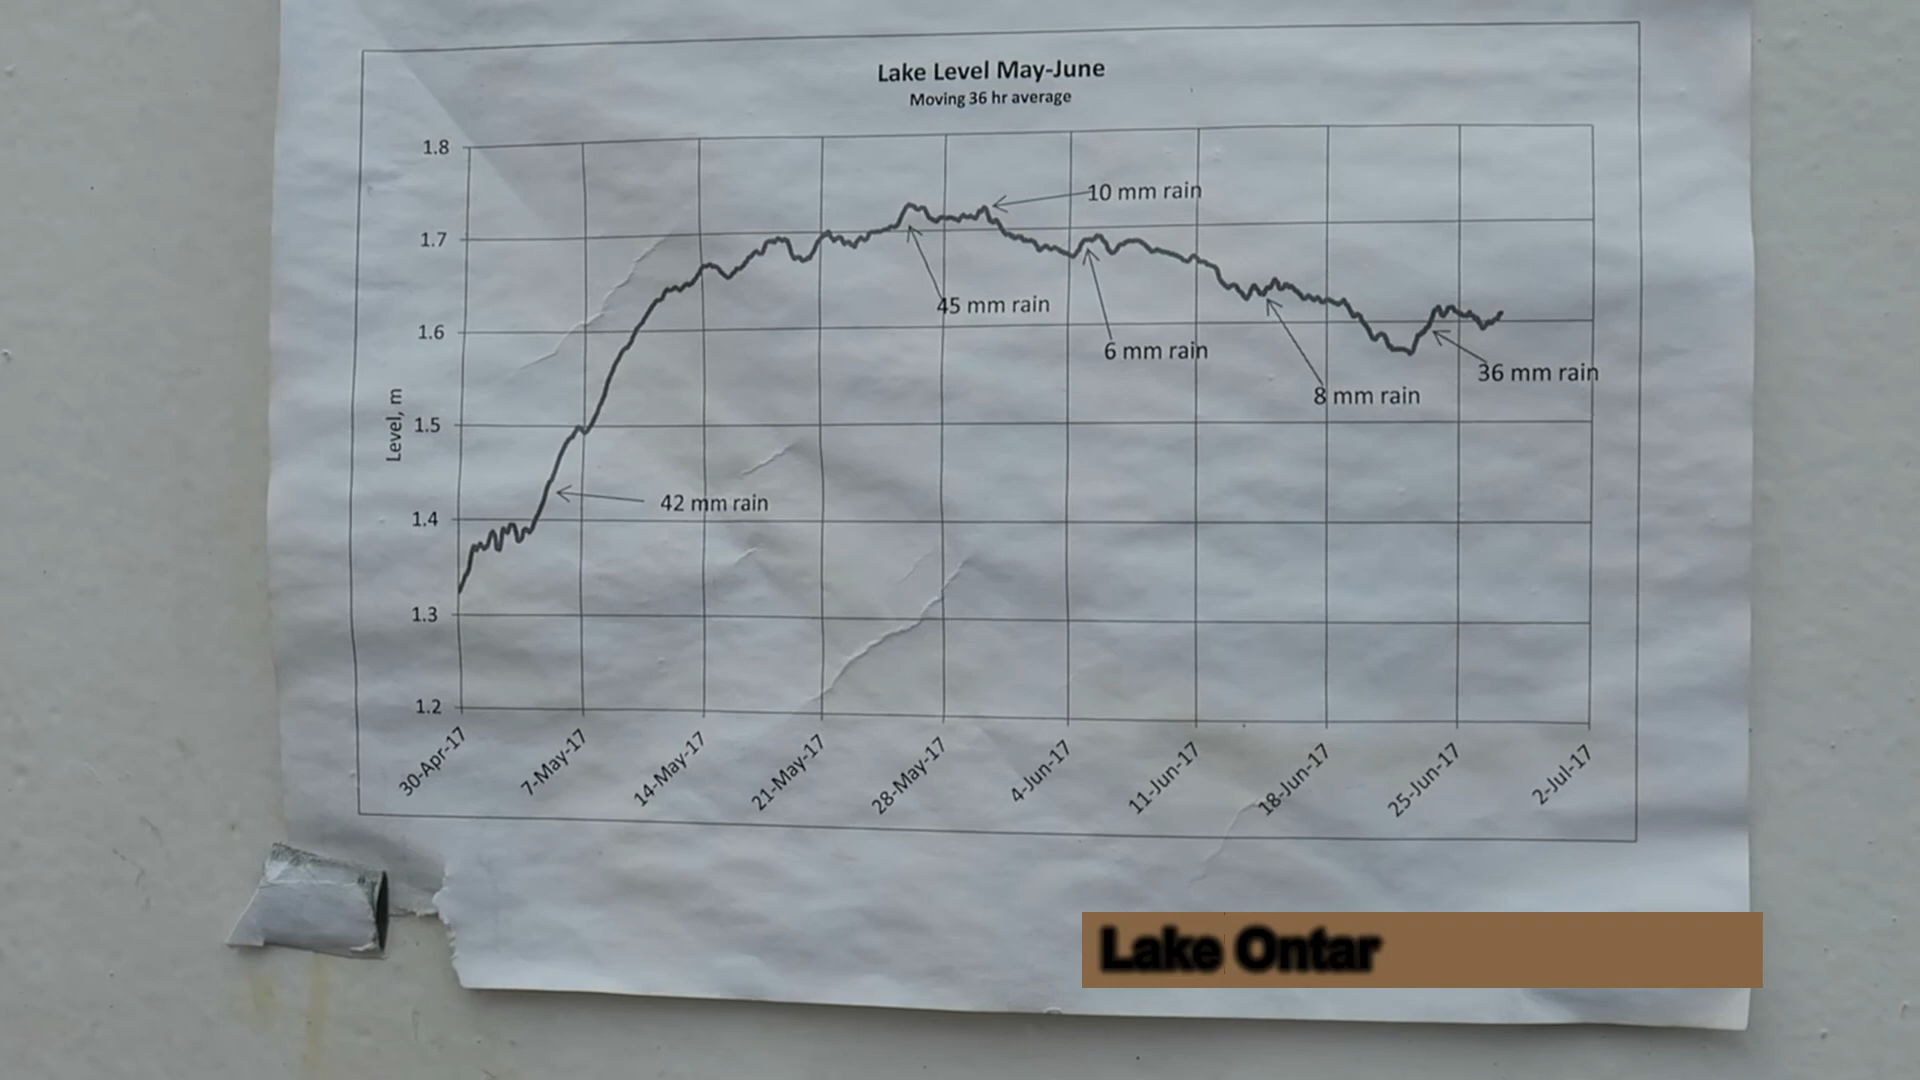 Lake Level May-June
Moving 36 hr average
1.8
1.7
1.6
1.5
1.4
1.3
1.2
Level, m
10 mm rain
45 mm rain
6 mm rain
8 mm rain
36 mm rain
42 mm rain
30-Apr-17
7-May-17
14-May-17
21-May-17
28-May-17
4-Jun-17
11-Jun-17
18-Jun-17
25-Jun-17
2-Jul-17
Lake Ontar